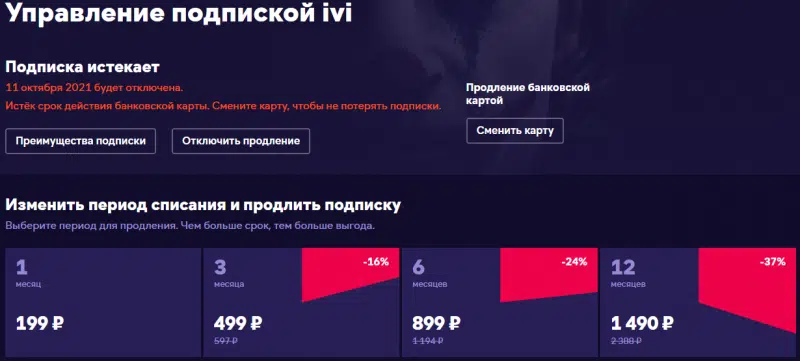 Управление подпиской ivi
Подписка истекает
11 октября 2021 будет отключена.
Истёк срок действия банковской карты. Смените карту, чтобы не потерять подписки.
Преимущества подписки
Отключить продление
Продление банковской
картой
Сменить карту
Изменить период списания и продлить подписку
Выберите период для продления. Чем больше срок, тем больше выгода.
1
месяц
199 ₽
3
месяца
-16%
499 ₽
597 ₽
6
месяцев
-24%
899 ₽
1 194 ₽
12
месяцев
-37%
1 490 ₽
2 388 ₽